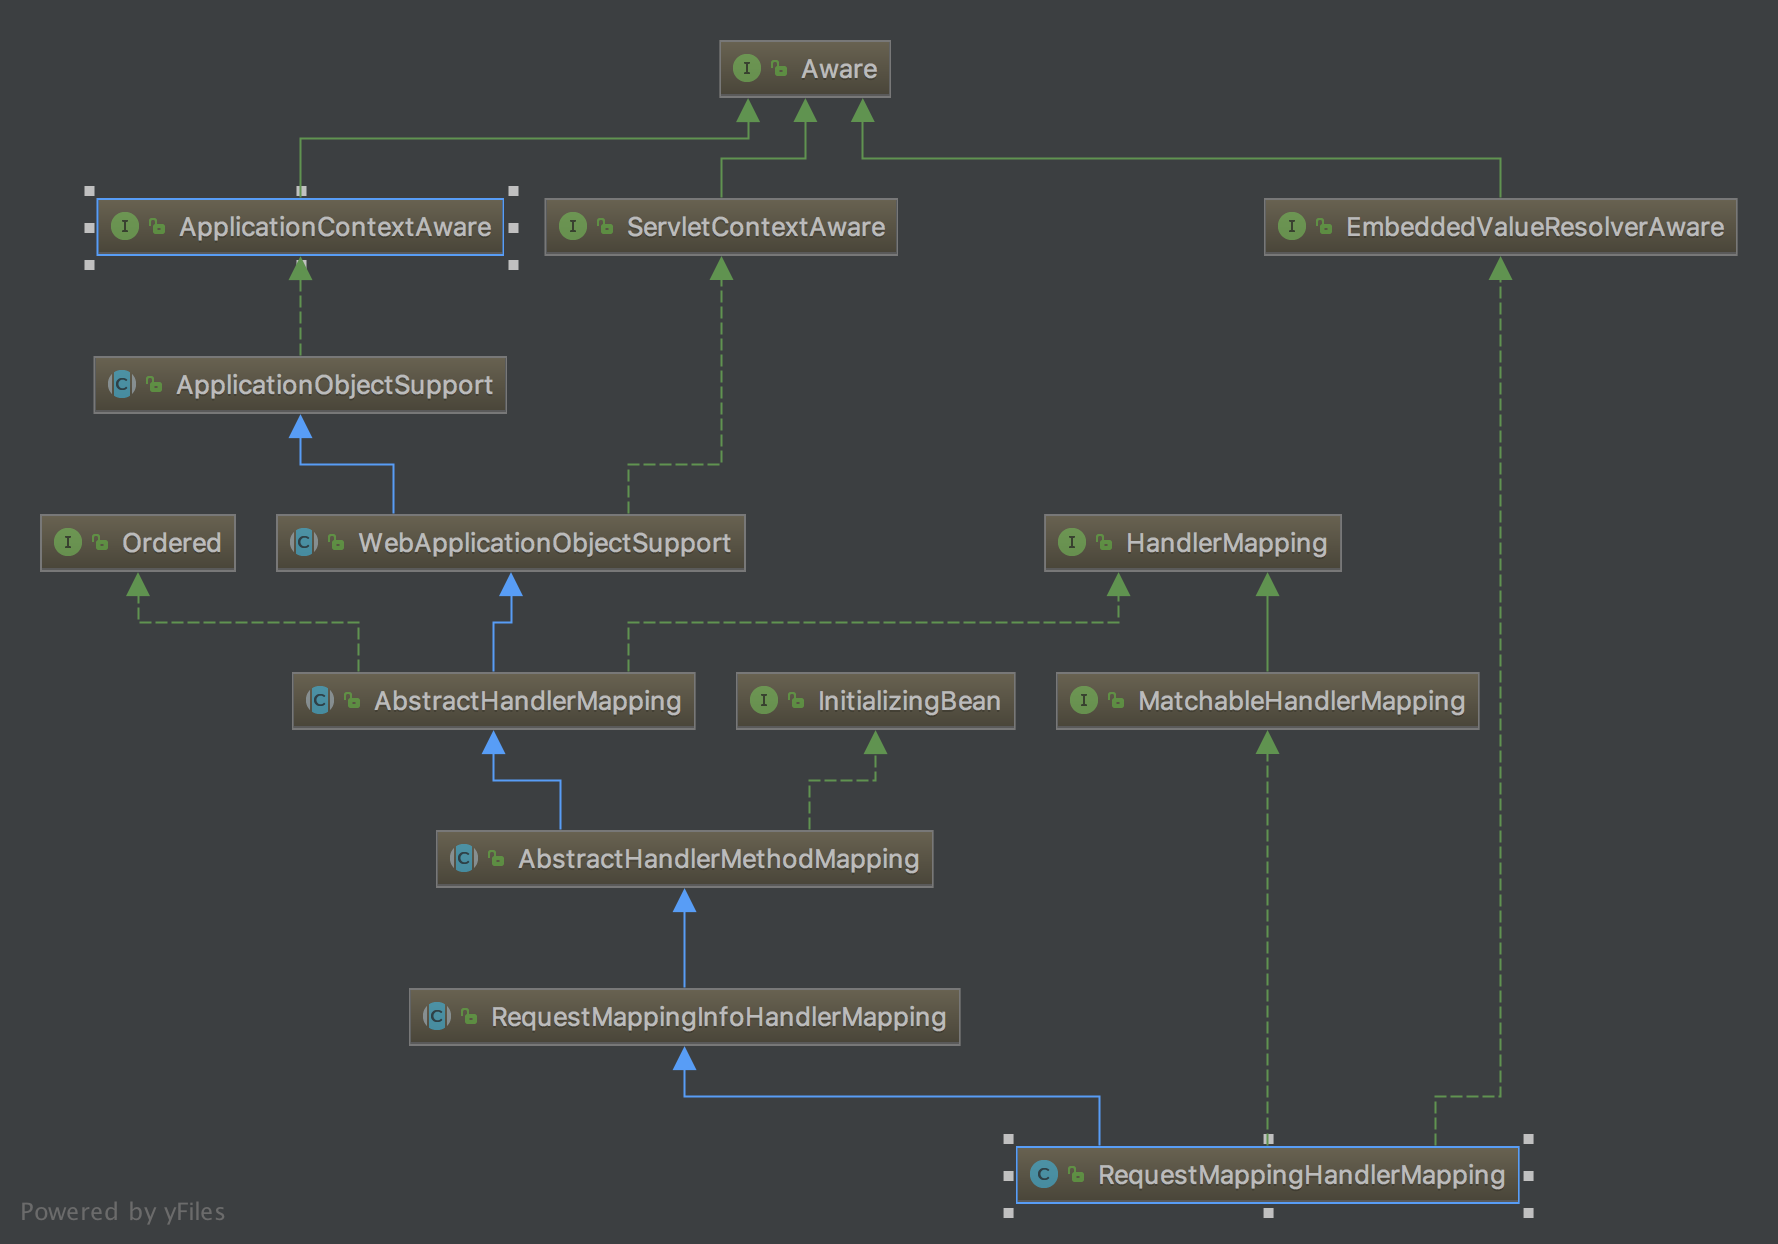 I Aware
I ApplicationContextAware
I ServletContextAware
I EmbeddedValueResolverAware
C ApplicationObjectSupport
I Ordered
C WebApplicationObjectSupport
I HandlerMapping
C AbstractHandlerMapping
I InitializingBean
I MatchableHandlerMapping
C AbstractHandlerMethodMapping
C RequestMappingInfoHandlerMapping
C RequestMappingHandlerMapping
Powered by yFiles